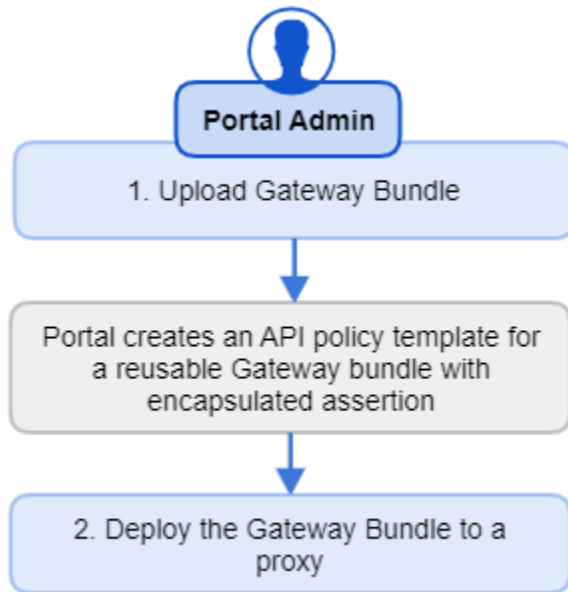 Portal Admin
1. Upload Gateway Bundle
Portal creates an API policy template for
a reusable Gateway bundle with
encapsulated assertion
2. Deploy the Gateway Bundle to a
proxy